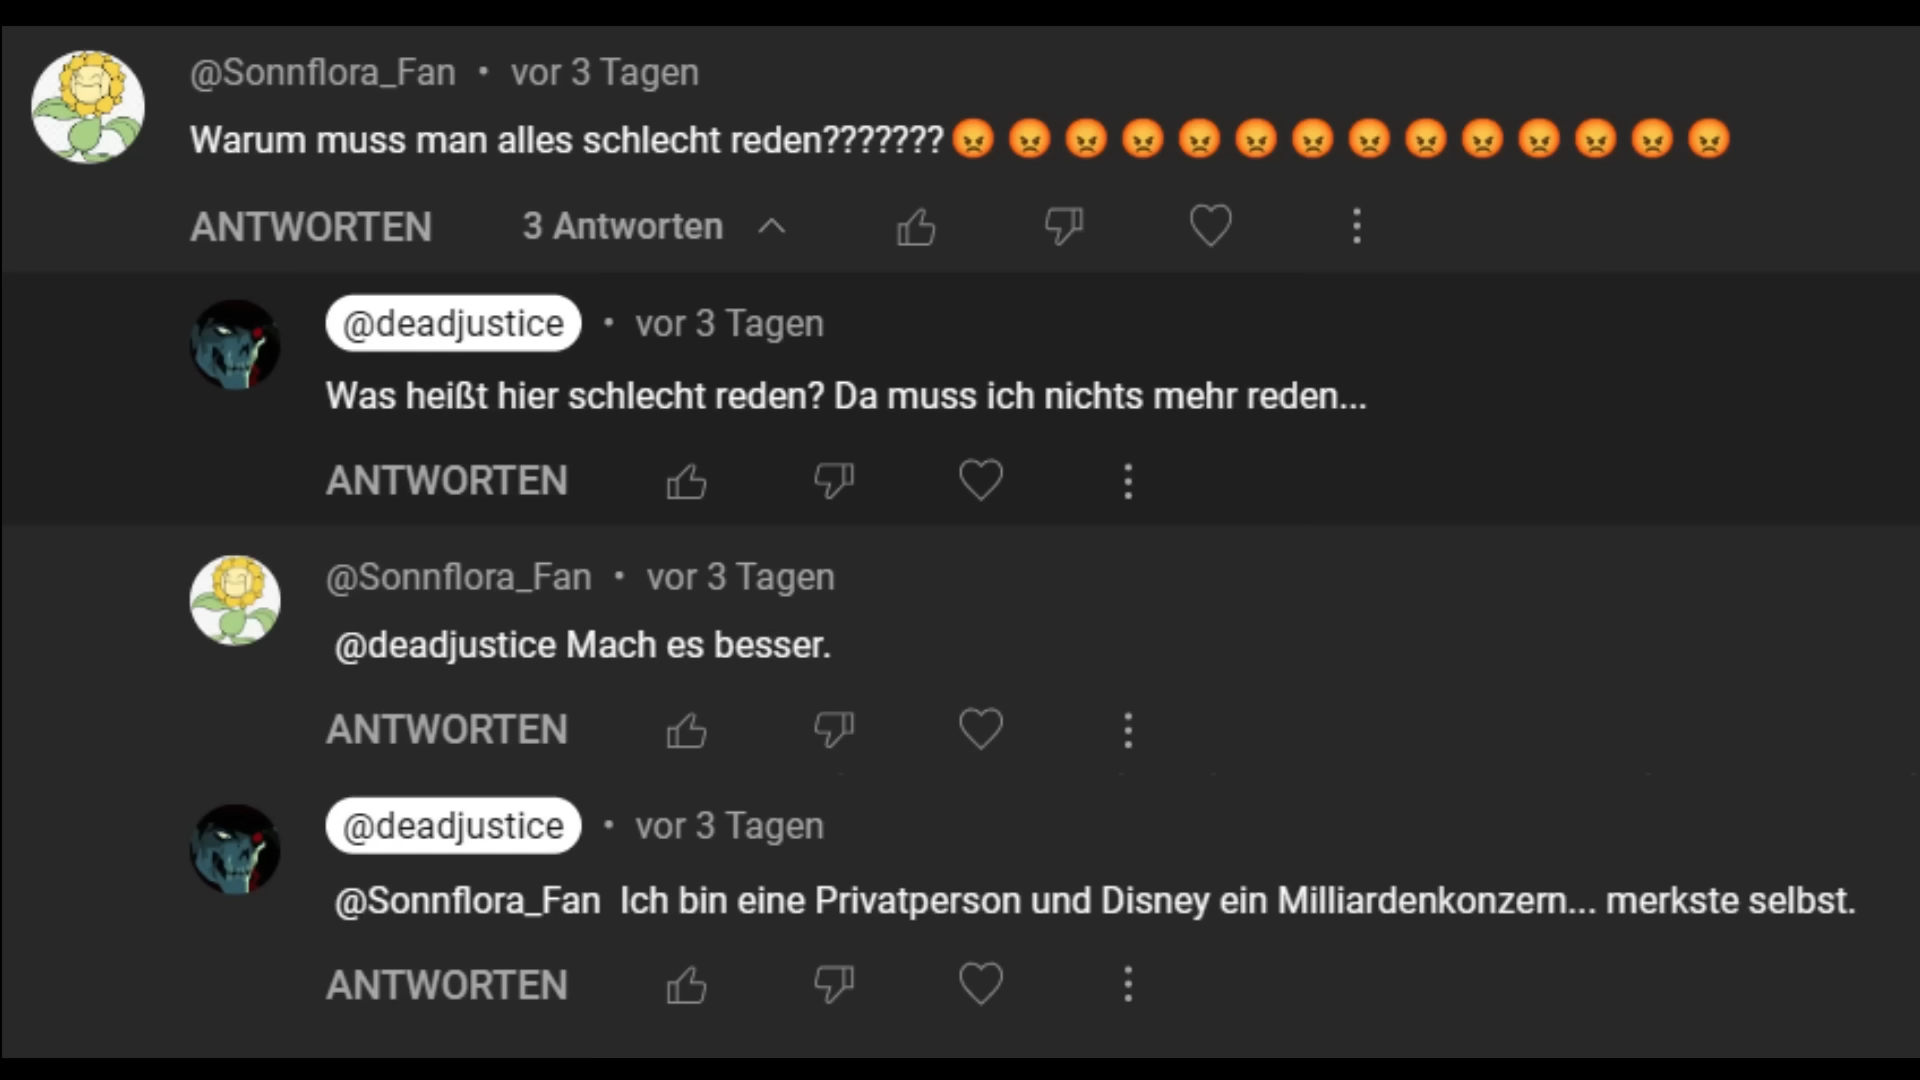 @Sonnflora_Fan • vor 3 Tagen
Warum muss man alles schlecht reden???????😡😡😡😡😡😡😡😡😡😡😡😡😡😡
ANTWORTEN 3 Antworten
@deadjustice • vor 3 Tagen
Was heißt hier schlecht reden? Da muss ich nichts mehr reden...
ANTWORTEN
@Sonnflora_Fan • vor 3 Tagen
@deadjustice Mach es besser.
ANTWORTEN
@deadjustice • vor 3 Tagen
@Sonnflora_Fan Ich bin eine Privatperson und Disney ein Milliardenkonzern... merkste selbst.
ANTWORTEN